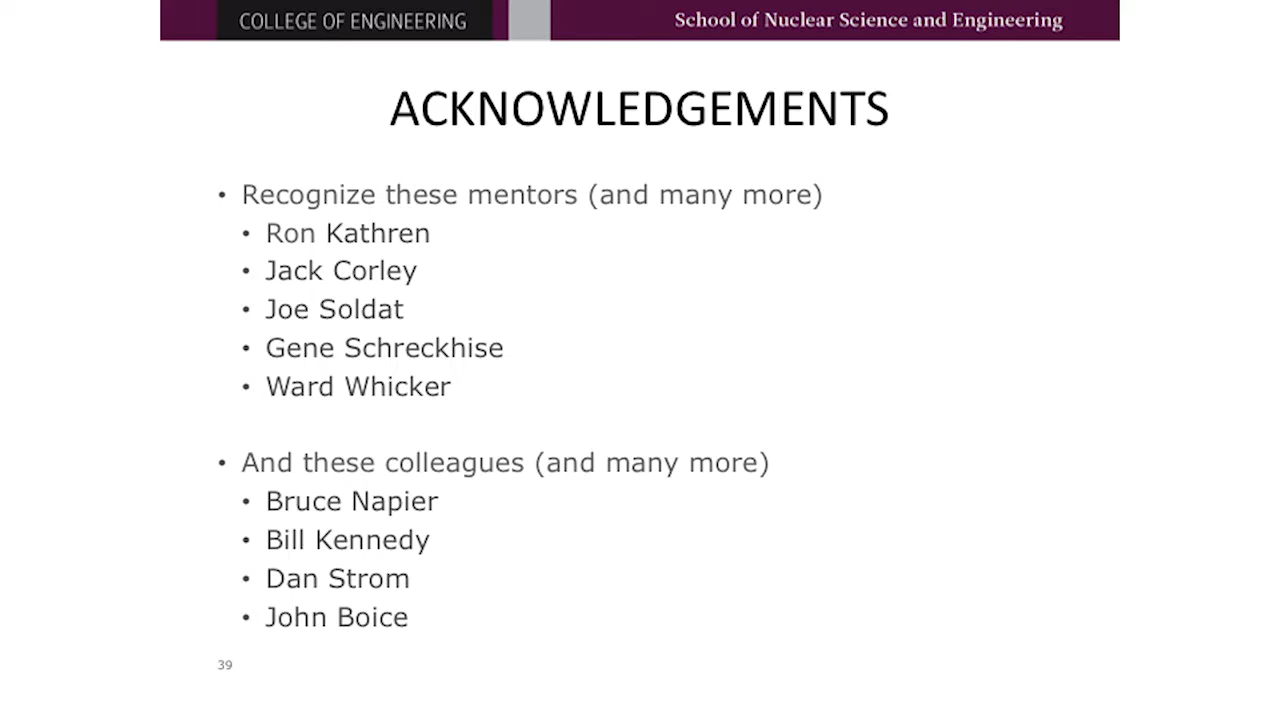 COLLEGE OF ENGINEERING
School of Nuclear Science and Engineering
ACKNOWLEDGEMENTS
• Recognize these mentors (and many more)
• Ron Kathren
• Jack Corley
• Joe Soldat
• Gene Schreckhise
• Ward Whicker
• And these colleagues (and many more)
• Bruce Napier
• Bill Kennedy
• Dan Strom
• John Boice
39